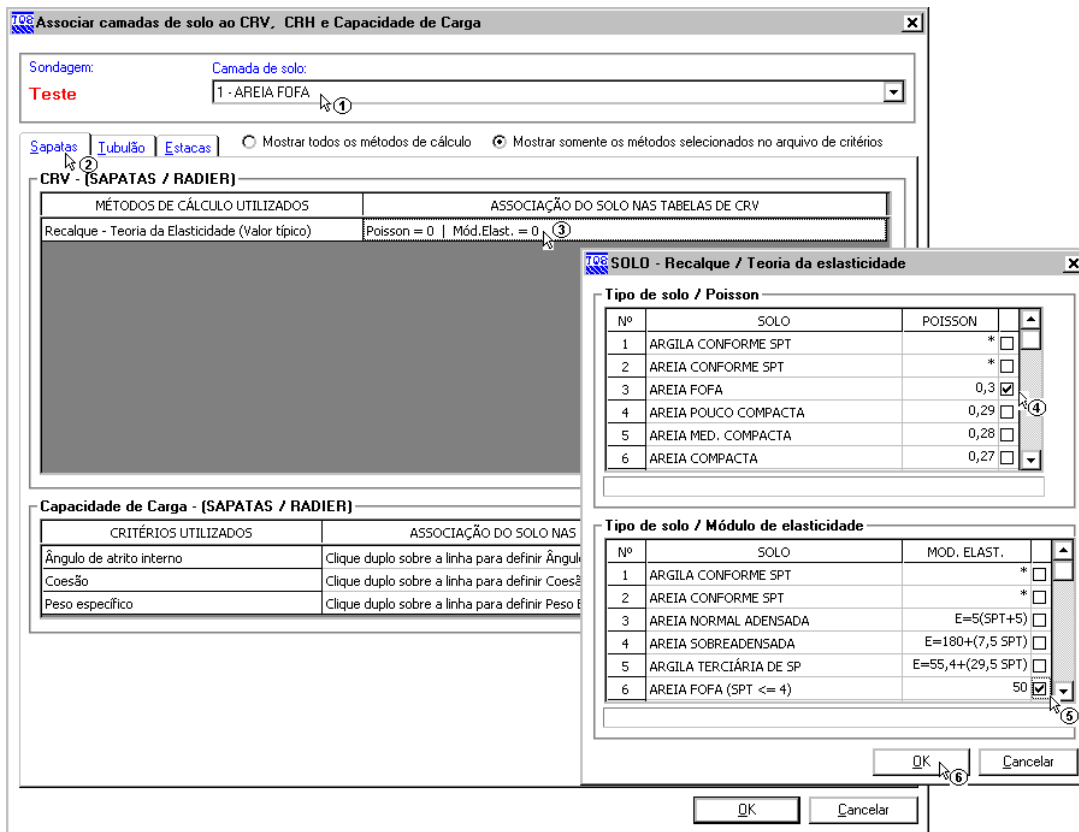 TQS Associar camadas de solo ao CRV, CRH e Capacidade de Carga
Sondagem:
Camada de solo:
Teste
1 - AREIA FOFA
1
Sapatas
Tubulão
Estacas
Mostrar todos os métodos de cálculo
Mostrar somente os métodos selecionados no arquivo de critérios
2
CRV - (SAPATAS / RADIER)
MÉTODOS DE CÁLCULO UTILIZADOS
ASSOCIAÇÃO DO SOLO NAS TABELAS DE CRV
Recalque - Teoria da Elasticidade (Valor típico)
Poisson = 0 | Mód.Elast. = 0
3
TQS SOLO - Recalque / Teoria da eslasticidade
Tipo de solo / Poisson
Nº SOLO POISSON
1 ARGILA CONFORME SPT *
2 AREIA CONFORME SPT *
3 AREIA FOFA 0,3
4
4 AREIA POUCO COMPACTA 0,29
5 AREIA MED. COMPACTA 0,28
6 AREIA COMPACTA 0,27
Capacidade de Carga - (SAPATAS / RADIER)
CRITÉRIOS UTILIZADOS
ASSOCIAÇÃO DO SOLO NAS
Ângulo de atrito interno
Clique duplo sobre a linha para definir Ângul
Coesão
Clique duplo sobre a linha para definir Coesã
Peso específico
Clique duplo sobre a linha para definir Peso E
Tipo de solo / Módulo de elasticidade
Nº SOLO MOD. ELAST.
1 ARGILA CONFORME SPT *
2 AREIA CONFORME SPT *
3 AREIA NORMAL ADENSADA E=5(SPT+5)
4 AREIA SOBREADENSADA E=180+(7,5 SPT)
5 ARGILA TERCIÁRIA DE SP E=55,4+(29,5 SPT)
6 AREIA FOFA (SPT <= 4) 50
5
OK
6
Cancelar
OK
Cancelar